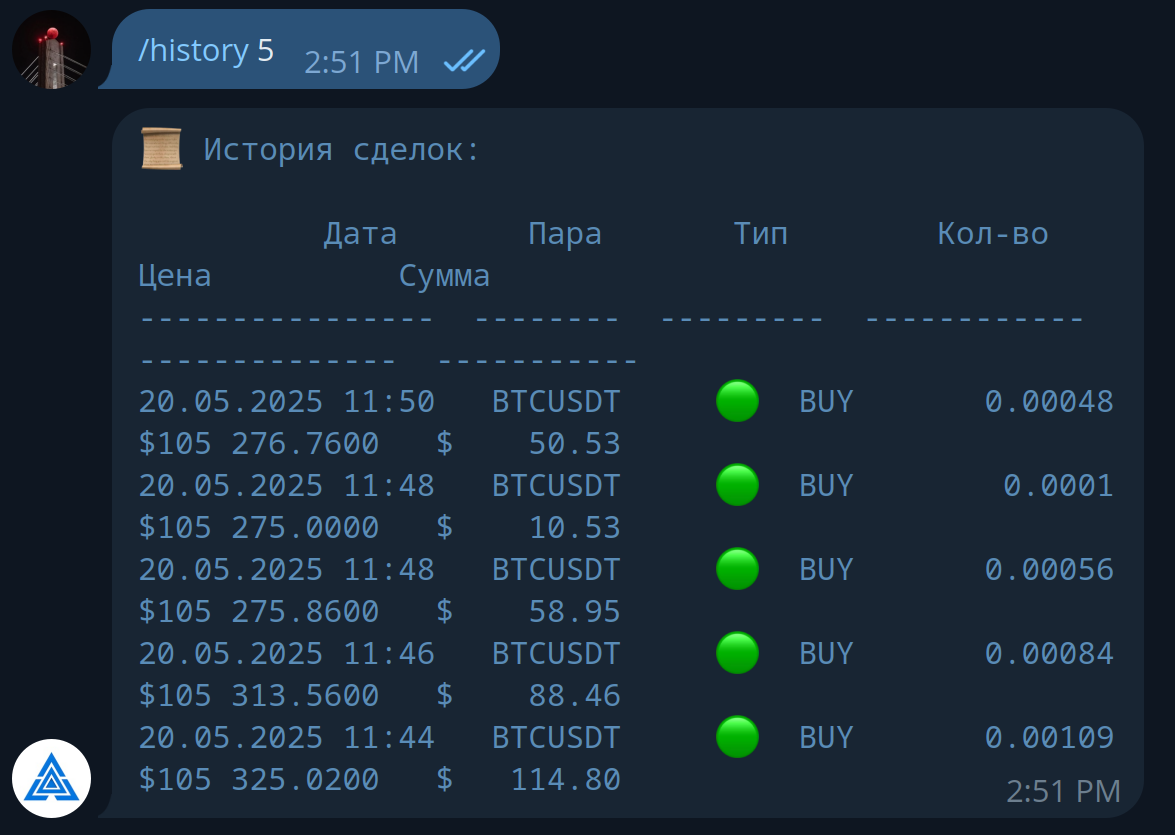 /history 5 2:51 PM
История сделок:
Дата Пара Тип Кол-во
Цена Сумма
---------------- -------- --------- ------------
-------------- -----------
20.05.2025 11:50 BTCUSDT BUY 0.00048
$105 276.7600 $ 50.53
20.05.2025 11:48 BTCUSDT BUY 0.0001
$105 275.0000 $ 10.53
20.05.2025 11:48 BTCUSDT BUY 0.00056
$105 275.8600 $ 58.95
20.05.2025 11:46 BTCUSDT BUY 0.00084
$105 313.5600 $ 88.46
20.05.2025 11:44 BTCUSDT BUY 0.00109
$105 325.0200 $ 114.80
2:51 PM